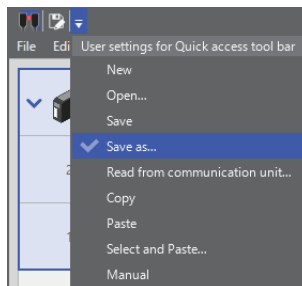 File Edi
User settings for Quick access tool bar
New
Open...
Save
Save as...
Read from communication unit...
Copy
Paste
Select and Paste...
Manual